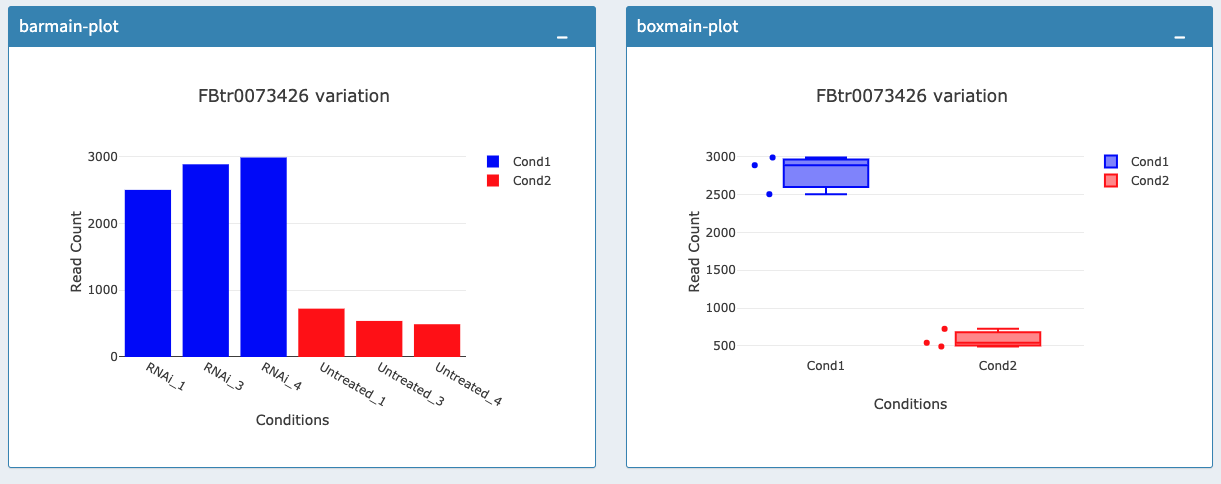 barmain-plot
_
FBtr0073426 variation
3000
2000
1000
0
Read Count
RNAi_1
RNAi_3
RNAi_4
Untreated_1
Untreated_3
Untreated_4
Conditions
Cond1
Cond2
boxmain-plot
_
FBtr0073426 variation
3000
2500
2000
1500
1000
500
Read Count
Cond1
Cond2
Conditions
Cond1
Cond2